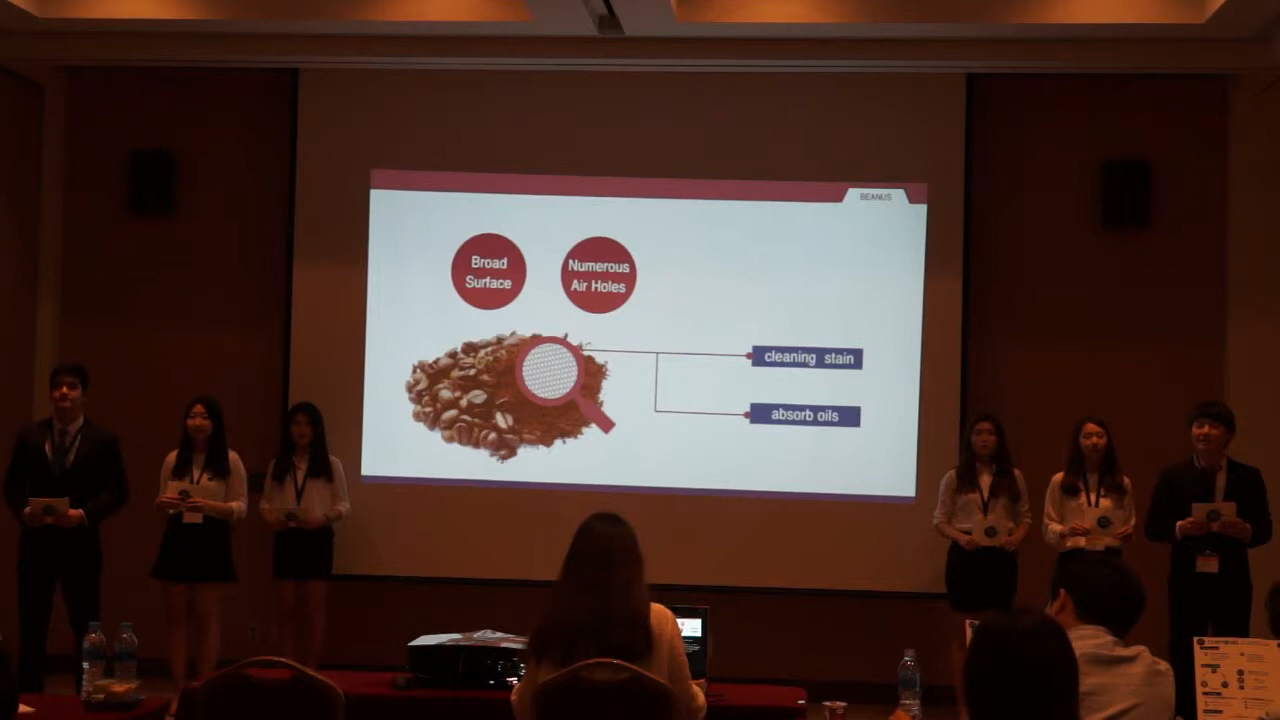 BEANUS
Broad
Surface
Numerous
Air Holes
cleaning stain
absorb oils